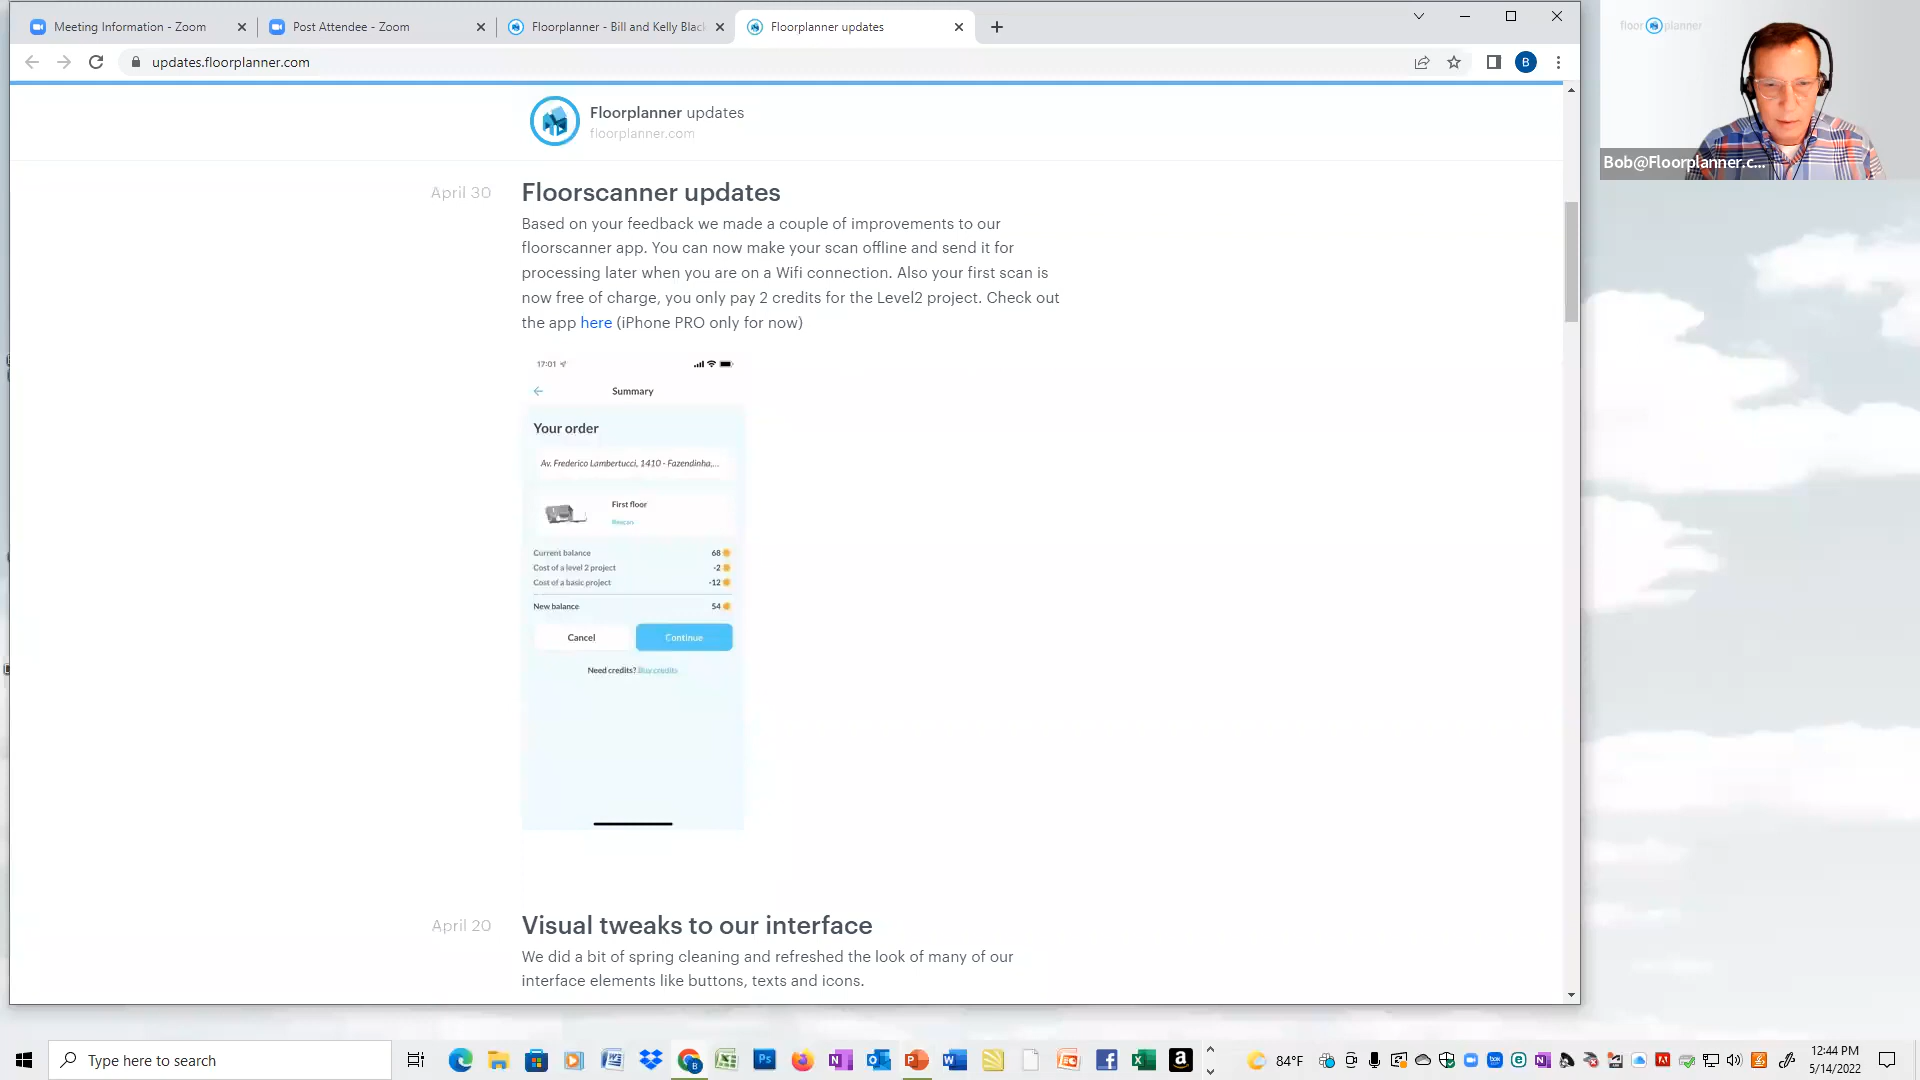 Meeting Information - Zoom
Post Attendee - Zoom
Floorplanner - Bill and Kelly Blac
Floorplanner updates
floor planner
updates.floorplanner.com
B
Floorplanner updates
floorplanner.com
Bob@Floorplanner.c...
April 30
Floorscanner updates
Based on your feedback we made a couple of improvements to our
floorscanner app. You can now make your scan offline and send it for
processing later when you are on a Wifi connection. Also your first scan is
now free of charge, you only pay 2 credits for the Level2 project. Check out
the app here (iPhone PRO only for now)
17:01
Summary
Your order
Av. Frederico Lambertucci, 1410 - Fazendinha,...
First floor
Rescan
Current balance 68
Cost of a level 2 project -2
Cost of a basic project -12
New balance 54
Cancel Continue
Need credits? Buy credits
April 20
Visual tweaks to our interface
We did a bit of spring cleaning and refreshed the look of many of our
interface elements like buttons, texts and icons.
Type here to search
84°F
12:44 PM
5/14/2022